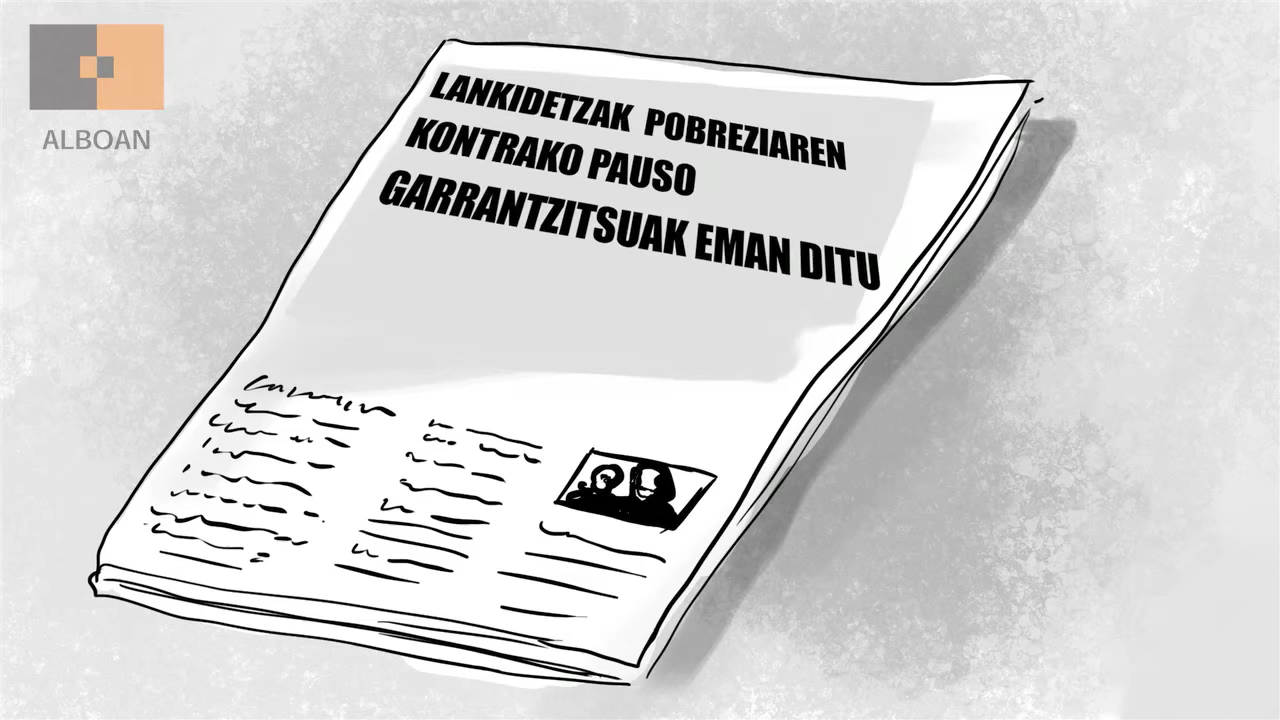 ALBOAN
LANKIDETZAK POBREZIAREN
KONTRAKO PAUSO
GARRANTZITSUAK EMAN DITU